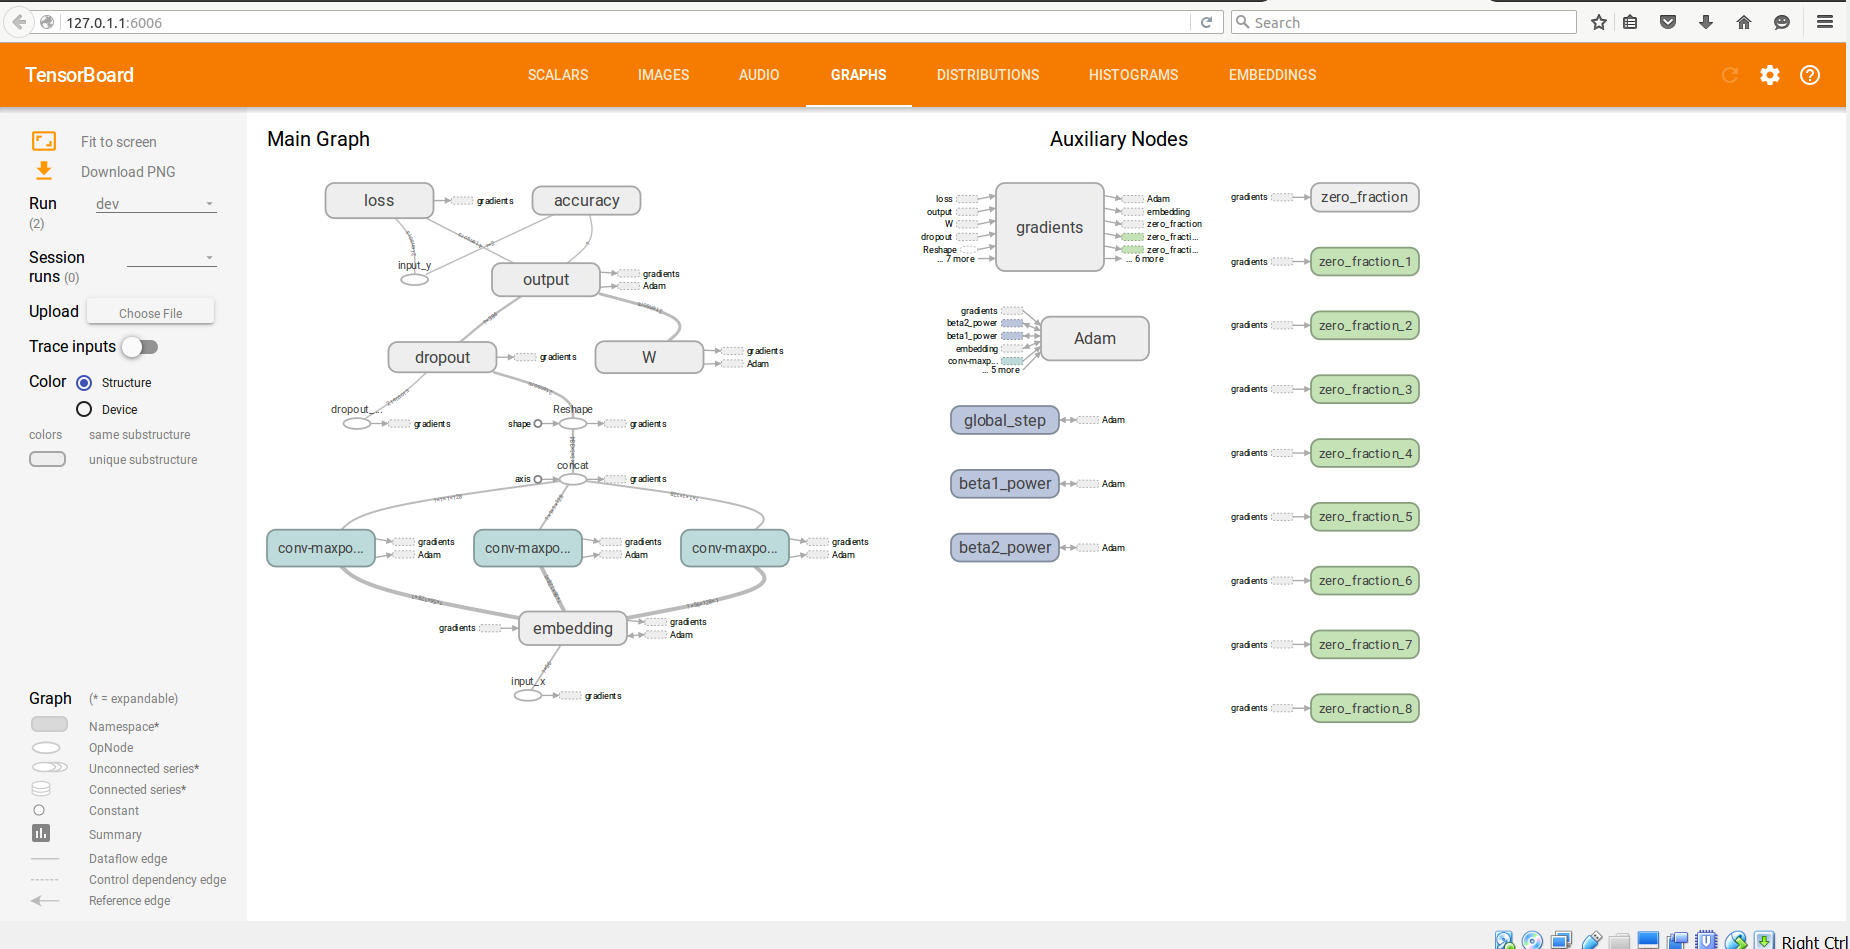 127.0.1.1:6006
Search
TensorBoard
SCALARS IMAGES AUDIO GRAPHS DISTRIBUTIONS HISTOGRAMS EMBEDDINGS
Fit to screen
Download PNG
Run
(2)
dev
Session
runs (0)
Upload
Choose File
Trace inputs
Color
Structure
Device
colors
same substructure
unique substructure
Graph
(* = expandable)
Namespace*
OpNode
Unconnected series*
Connected series*
Constant
Summary
Dataflow edge
Control dependency edge
Reference edge
Main Graph
loss
gradients
accuracy
input_y
output
gradients
Adam
dropout
gradients
W
gradients
Adam
dropout_...
gradients
Reshape
shape
gradients
concat
axis
gradients
conv-maxpo...
gradients
Adam
conv-maxpo...
gradients
Adam
conv-maxpo...
gradients
Adam
gradients
embedding
gradients
Adam
input_x
gradients
Auxiliary Nodes
loss
output
W
dropout
Reshape
... 7 more
gradients
Adam
embedding
zero_fraction
zero_fracti...
zero_fracti...
... 6 more
gradients
beta2_power
beta1_power
embedding
conv-maxp...
... 5 more
Adam
global_step
Adam
beta1_power
Adam
beta2_power
Adam
gradients
zero_fraction
gradients
zero_fraction_1
gradients
zero_fraction_2
gradients
zero_fraction_3
gradients
zero_fraction_4
gradients
zero_fraction_5
gradients
zero_fraction_6
gradients
zero_fraction_7
gradients
zero_fraction_8
Right Ctrl